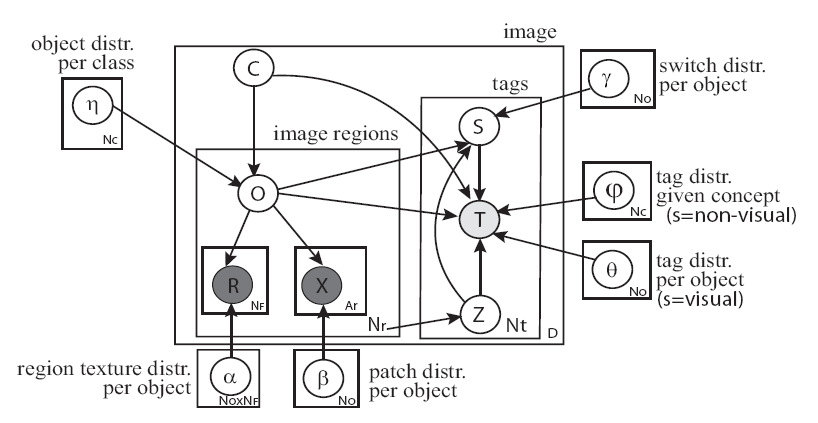 image
object distr.
per class
η
Nc
C
tags
γ
No
switch distr.
per object
S
image regions
O
T
φ
Nc
tag distr.
given concept
(s=non-visual)
R
NF
X
Ar
θ
No
tag distr.
per object
(s=visual)
Nr
Z
Nt
D
region texture distr.
per object
α
NoxNF
β
No
patch distr.
per object